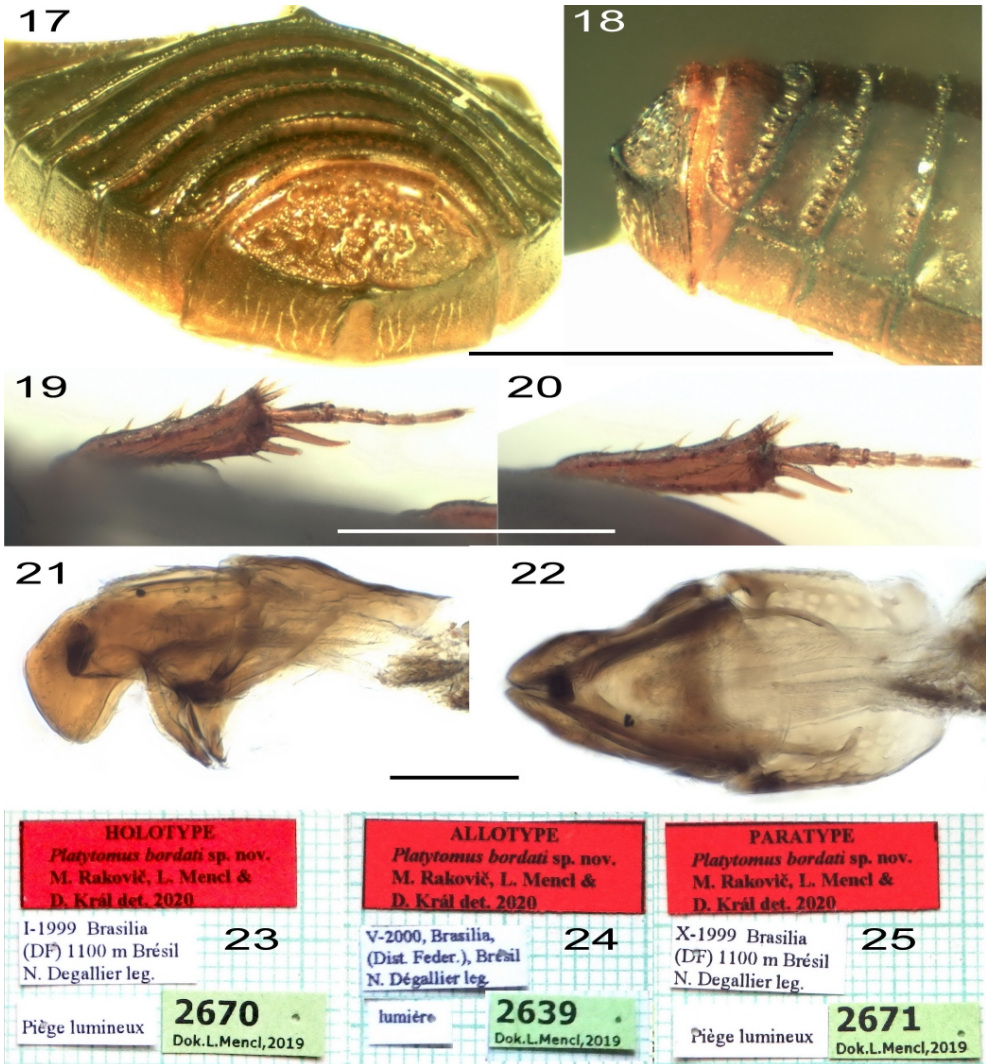 17
18
19
20
21
22
HOLOTYPE
Platytomus bordati sp. nov.
M. Rakovič, L. Mencl &
D. Král det. 2020
I-1999 Brasilia
(DF) 1100 m Brésil
N. Degallier leg.
23
Piège lumineux
2670
Dok.L.Mencl,2019
ALLOTYPE
Platytomus bordati sp. nov.
M. Rakovič, L. Mencl &
D. Král det. 2020
V-2000, Brasilia,
(Dist. Feder.), Brésil
N. Dégallier leg.
24
lumière
2639
Dok.L.Mencl,2019
PARATYPE
Platytomus bordati sp. nov.
M. Rakovič, L. Mencl &
D. Král det. 2020
X-1999 Brasilia
(DF) 1100 m Brésil
N. Degallier leg.
25
Piège lumineux
2671
Dok.L.Mencl,2019